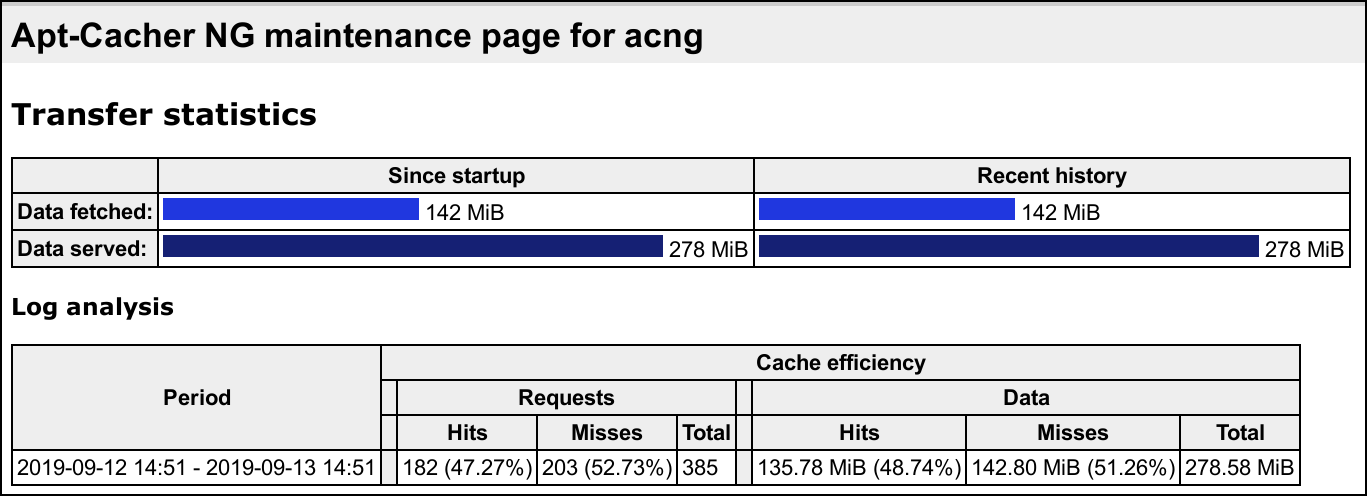 Apt-Cacher NG maintenance page for acng
Transfer statistics
Since startup Recent history
Data fetched: 142 MiB 142 MiB
Data served: 278 MiB 278 MiB
Log analysis
Cache efficiency
Period Requests Data
Hits Misses Total Hits Misses Total
2019-09-12 14:51 - 2019-09-13 14:51 182 (47.27%) 203 (52.73%) 385 135.78 MiB (48.74%) 142.80 MiB (51.26%) 278.58 MiB